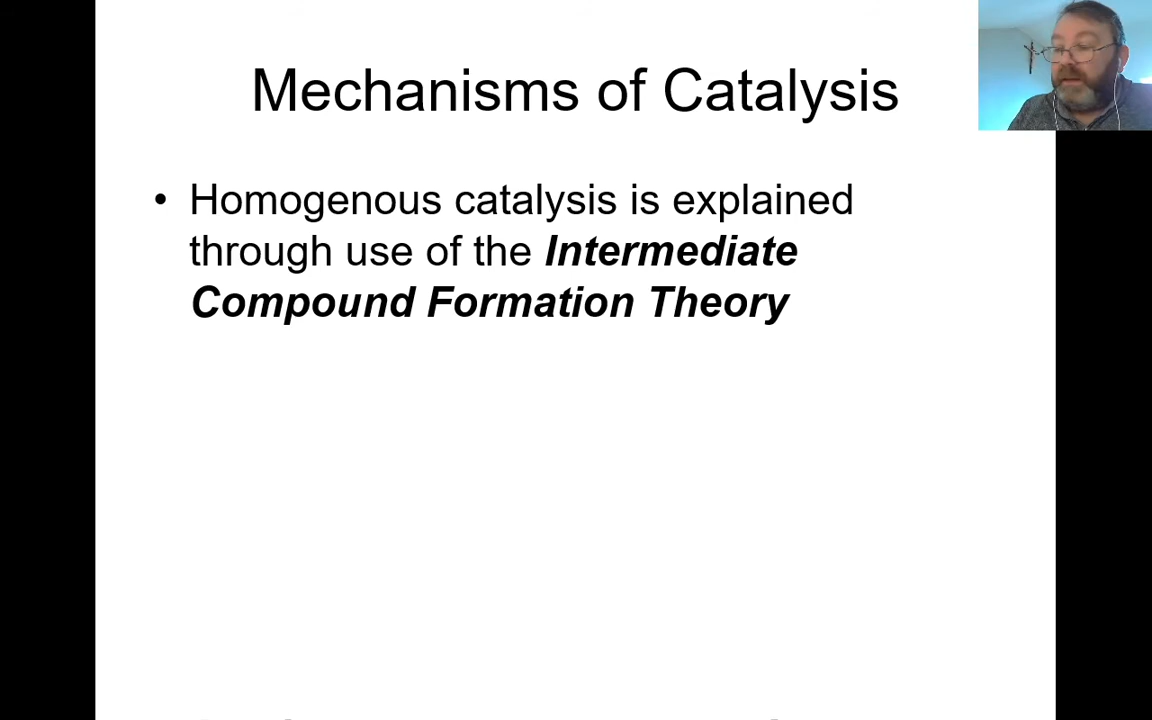 Mechanisms of Catalysis
• Homogenous catalysis is explained
through use of the Intermediate
Compound Formation Theory